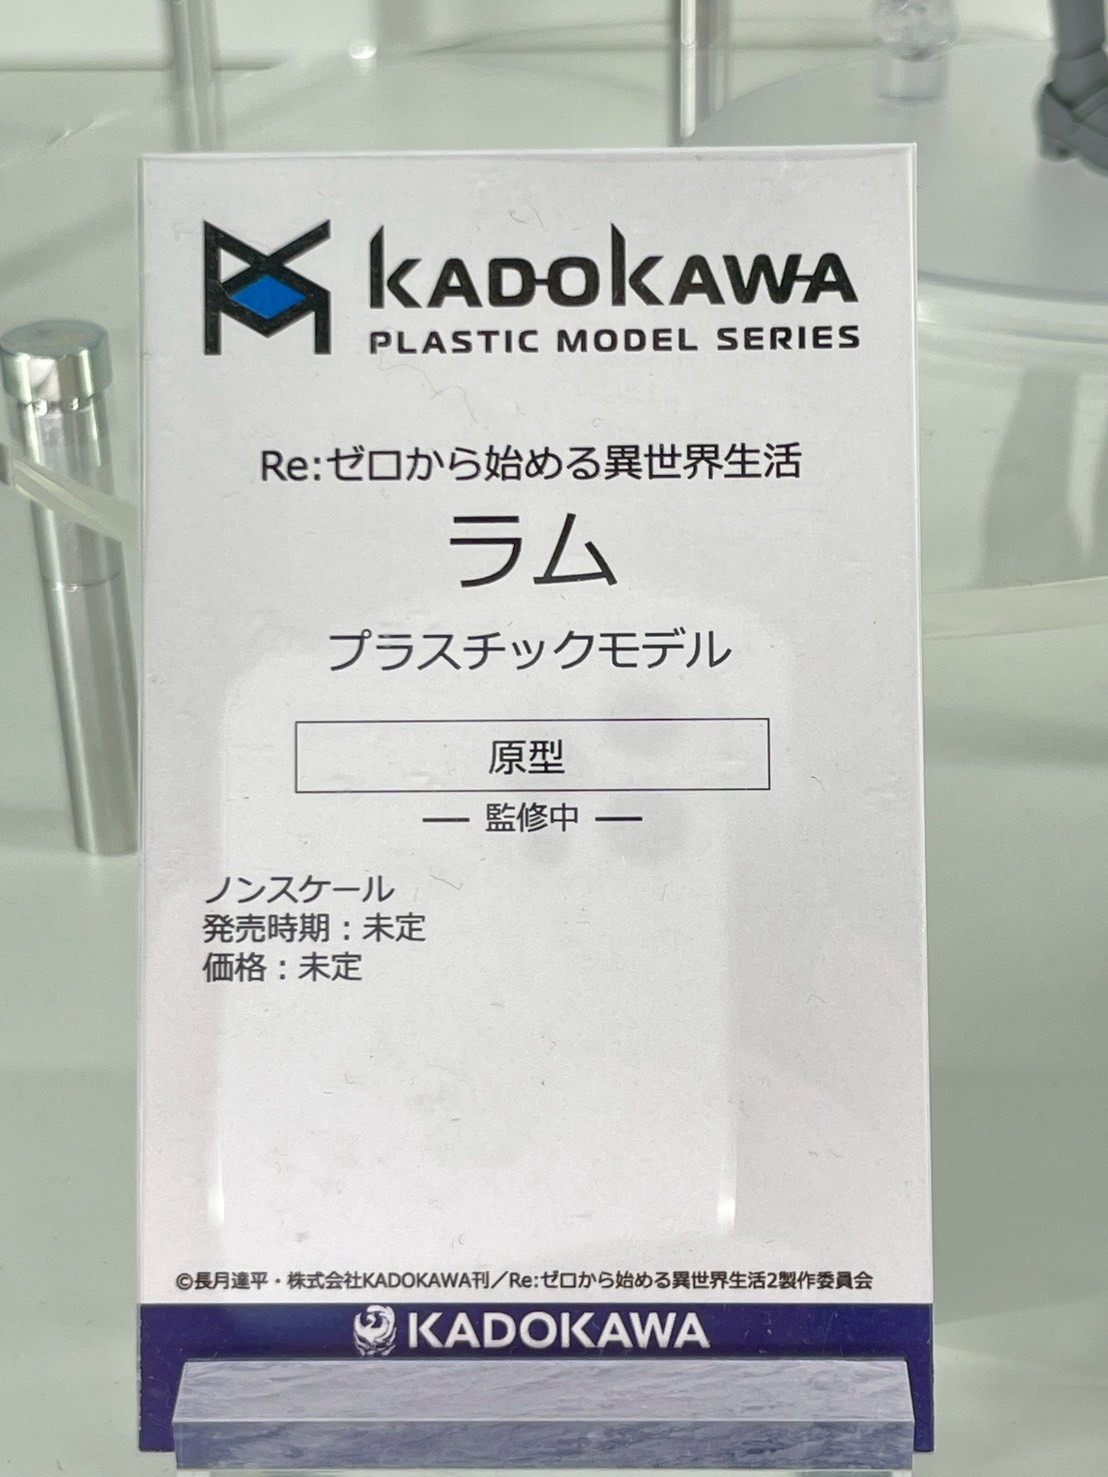 KADOKAWA
PLASTIC MODEL SERIES
Re:ゼロから始める異世界生活
ラム
プラスチックモデル
原型
― 監修中 ―
ノンスケール
発売時期：未定
価格：未定
©長月達平・株式会社KADOKAWA刊／Re:ゼロから始める異世界生活2製作委員会
KADOKAWA